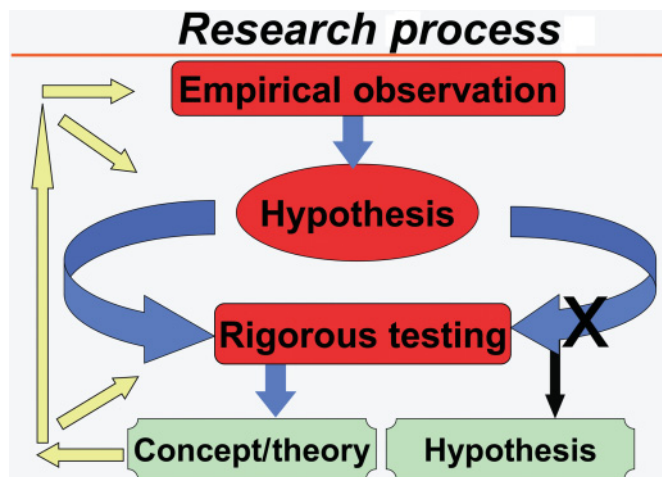 Research process
Empirical observation
Hypothesis
X
Rigorous testing
Concept/theory
Hypothesis